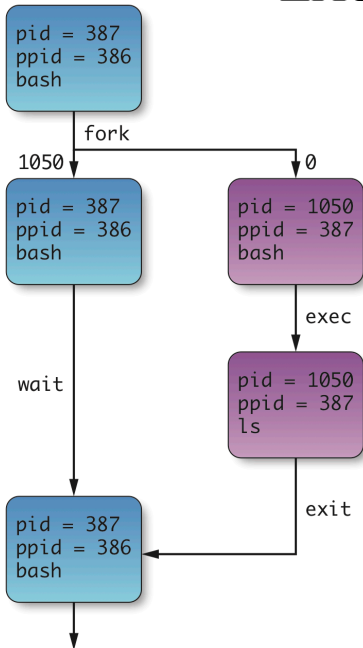 pid = 387
ppid = 386
bash
fork
1050
0
pid = 387
ppid = 386
bash
pid = 1050
ppid = 387
bash
exec
wait
pid = 1050
ppid = 387
ls
exit
pid = 387
ppid = 386
bash